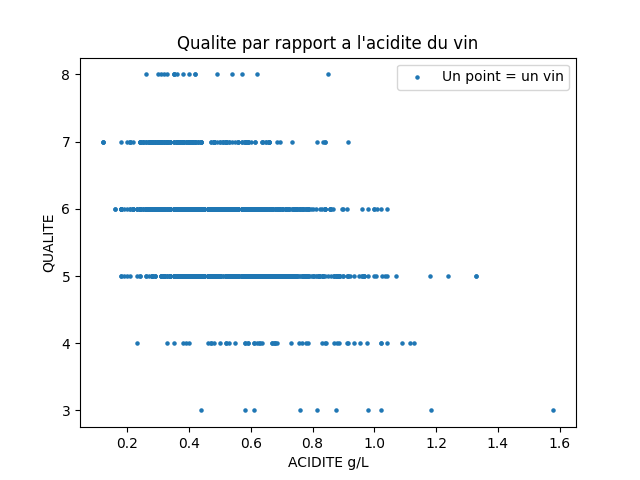 Qualite par rapport a l'acidite du vin
Un point = un vin
QUALITE
8
7
6
5
4
3
0.2 0.4 0.6 0.8 1.0 1.2 1.4 1.6
ACIDITE g/L